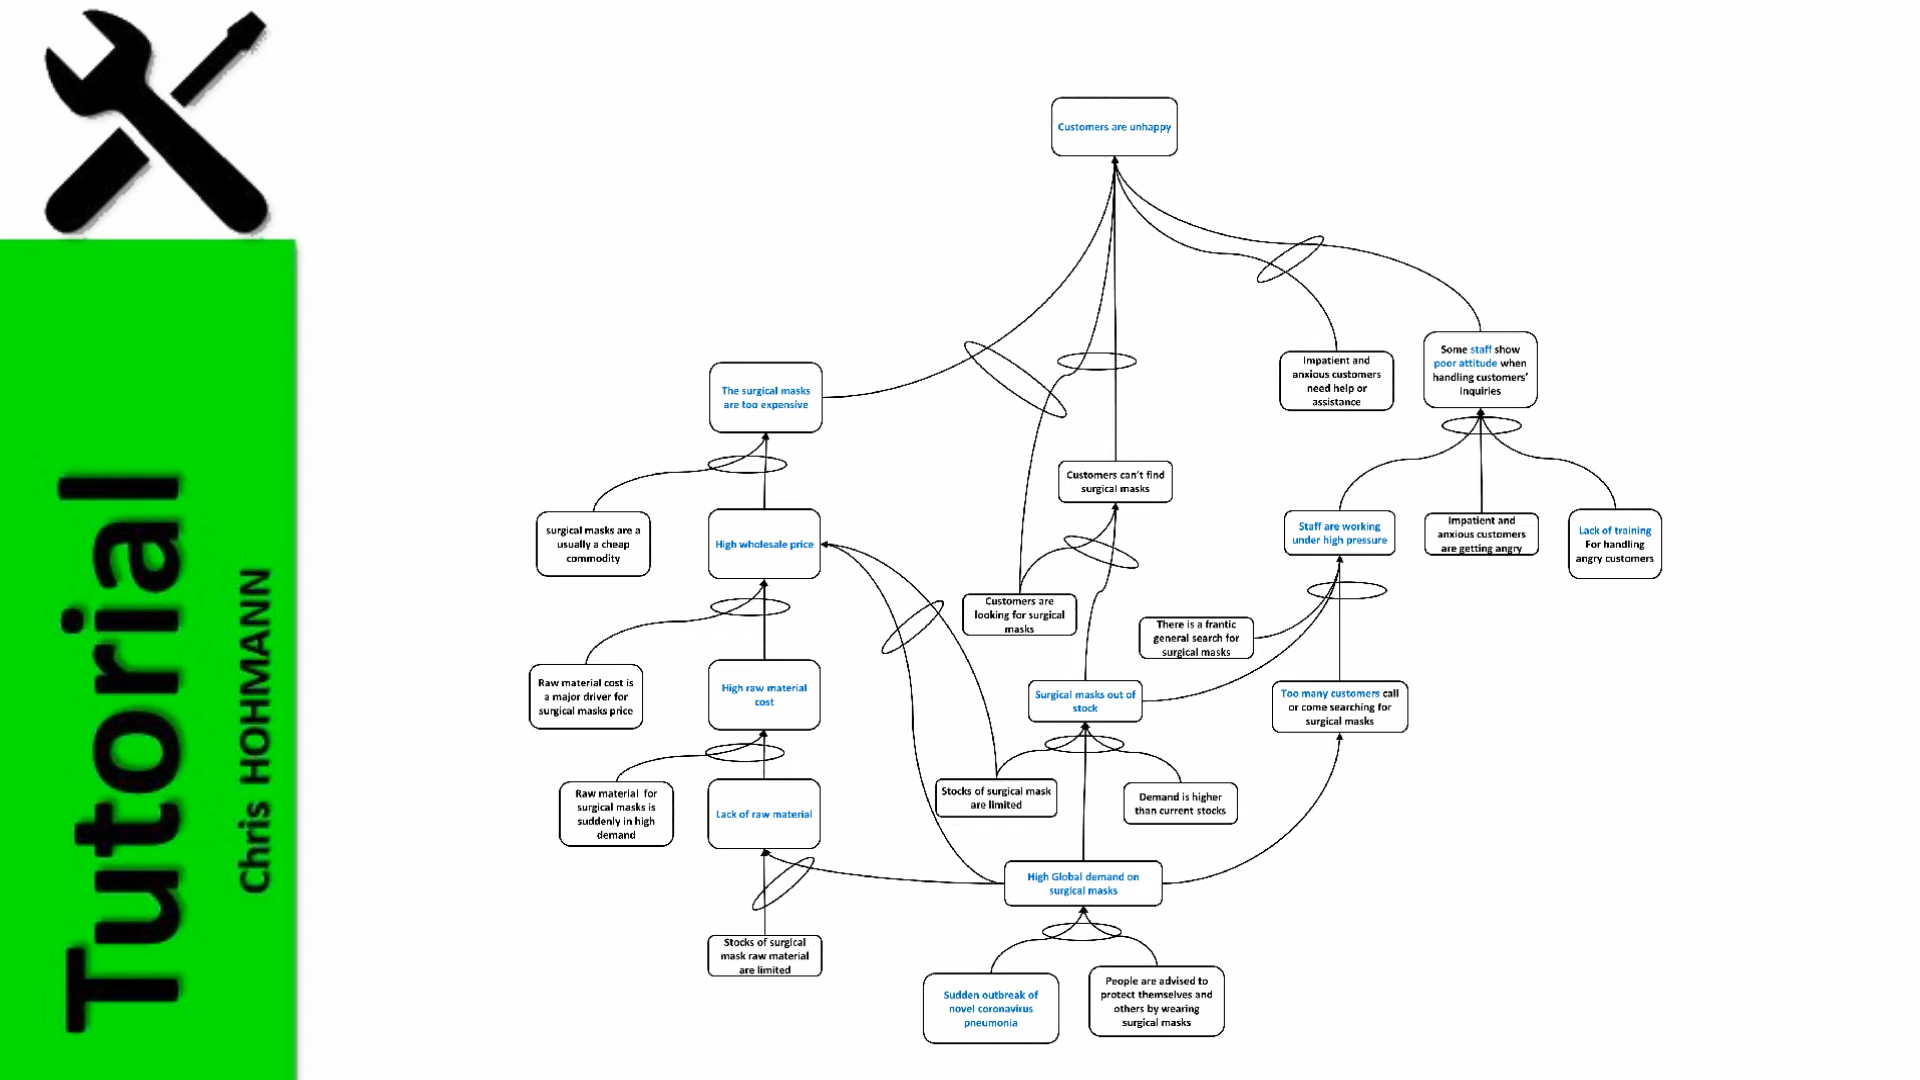 Tutorial
Chris HOHMANN
Customers are unhappy
Some staff show
poor attitude when
handling customers'
inquiries
Impatient and
anxious customers
need help or
assistance
The surgical masks
are too expensive
Customers can't find
surgical masks
surgical masks are a
usually a cheap
commodity
High wholesale price
Staff are working
under high pressure
Impatient and
anxious customers
are getting angry
Lack of training
For handling
angry customers
Customers are
looking for surgical
masks
There is a frantic
general search for
surgical masks
Raw material cost is
a major driver for
surgical masks price
High raw material
cost
Surgical masks out of
stock
Too many customers call
or come searching for
surgical masks
Raw material for
surgical masks is
suddenly in high
demand
Lack of raw material
Stocks of surgical mask
are limited
Demand is higher
than current stocks
High Global demand on
surgical masks
Stocks of surgical
mask raw material
are limited
Sudden outbreak of
novel coronavirus
pneumonia
People are advised to
protect themselves and
others by wearing
surgical masks